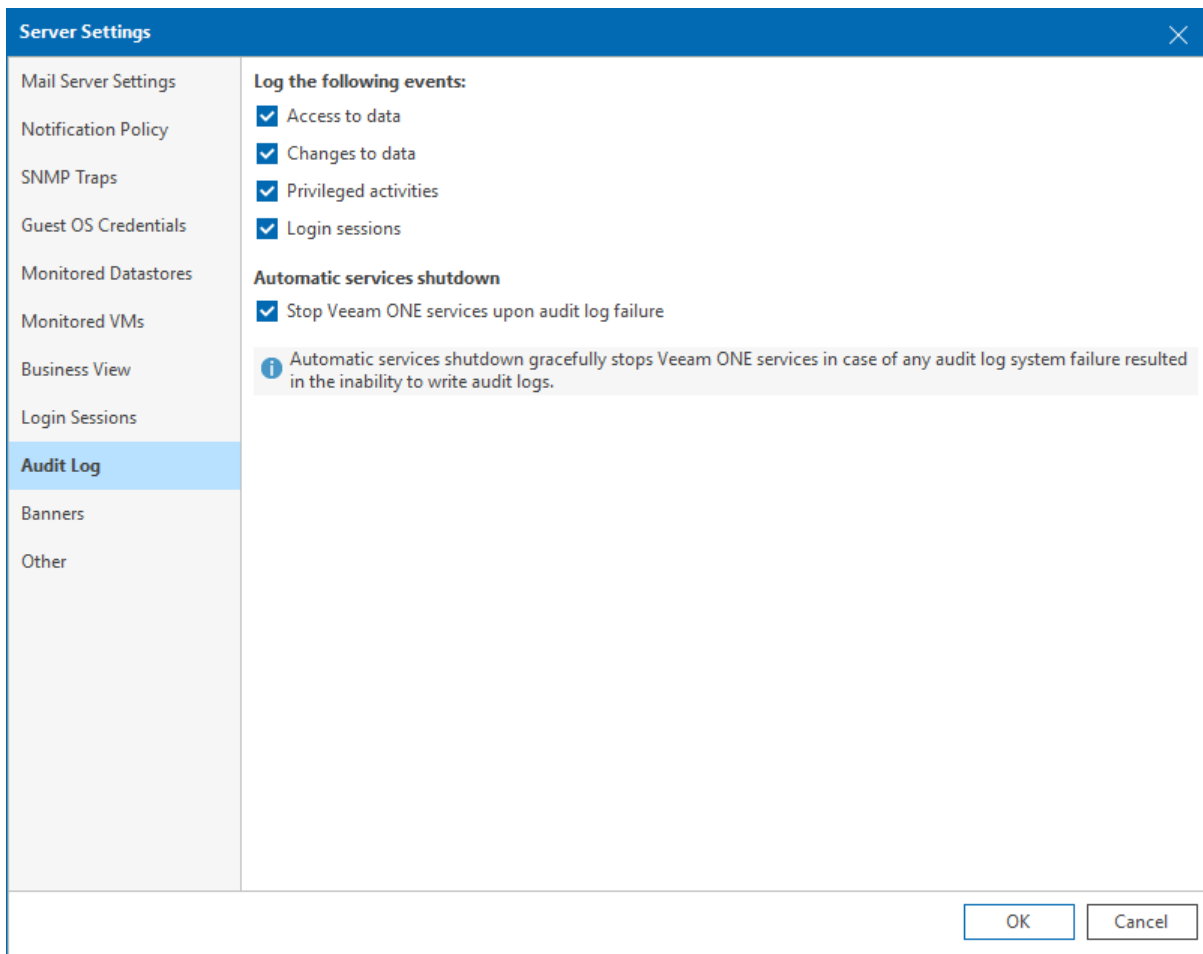 Server Settings
Mail Server Settings
Notification Policy
SNMP Traps
Guest OS Credentials
Monitored Datastores
Monitored VMs
Business View
Login Sessions
Audit Log
Banners
Other
Log the following events:
Access to data
Changes to data
Privileged activities
Login sessions
Automatic services shutdown
Stop Veeam ONE services upon audit log failure
Automatic services shutdown gracefully stops Veeam ONE services in case of any audit log system failure resulted
in the inability to write audit logs.
OK
Cancel